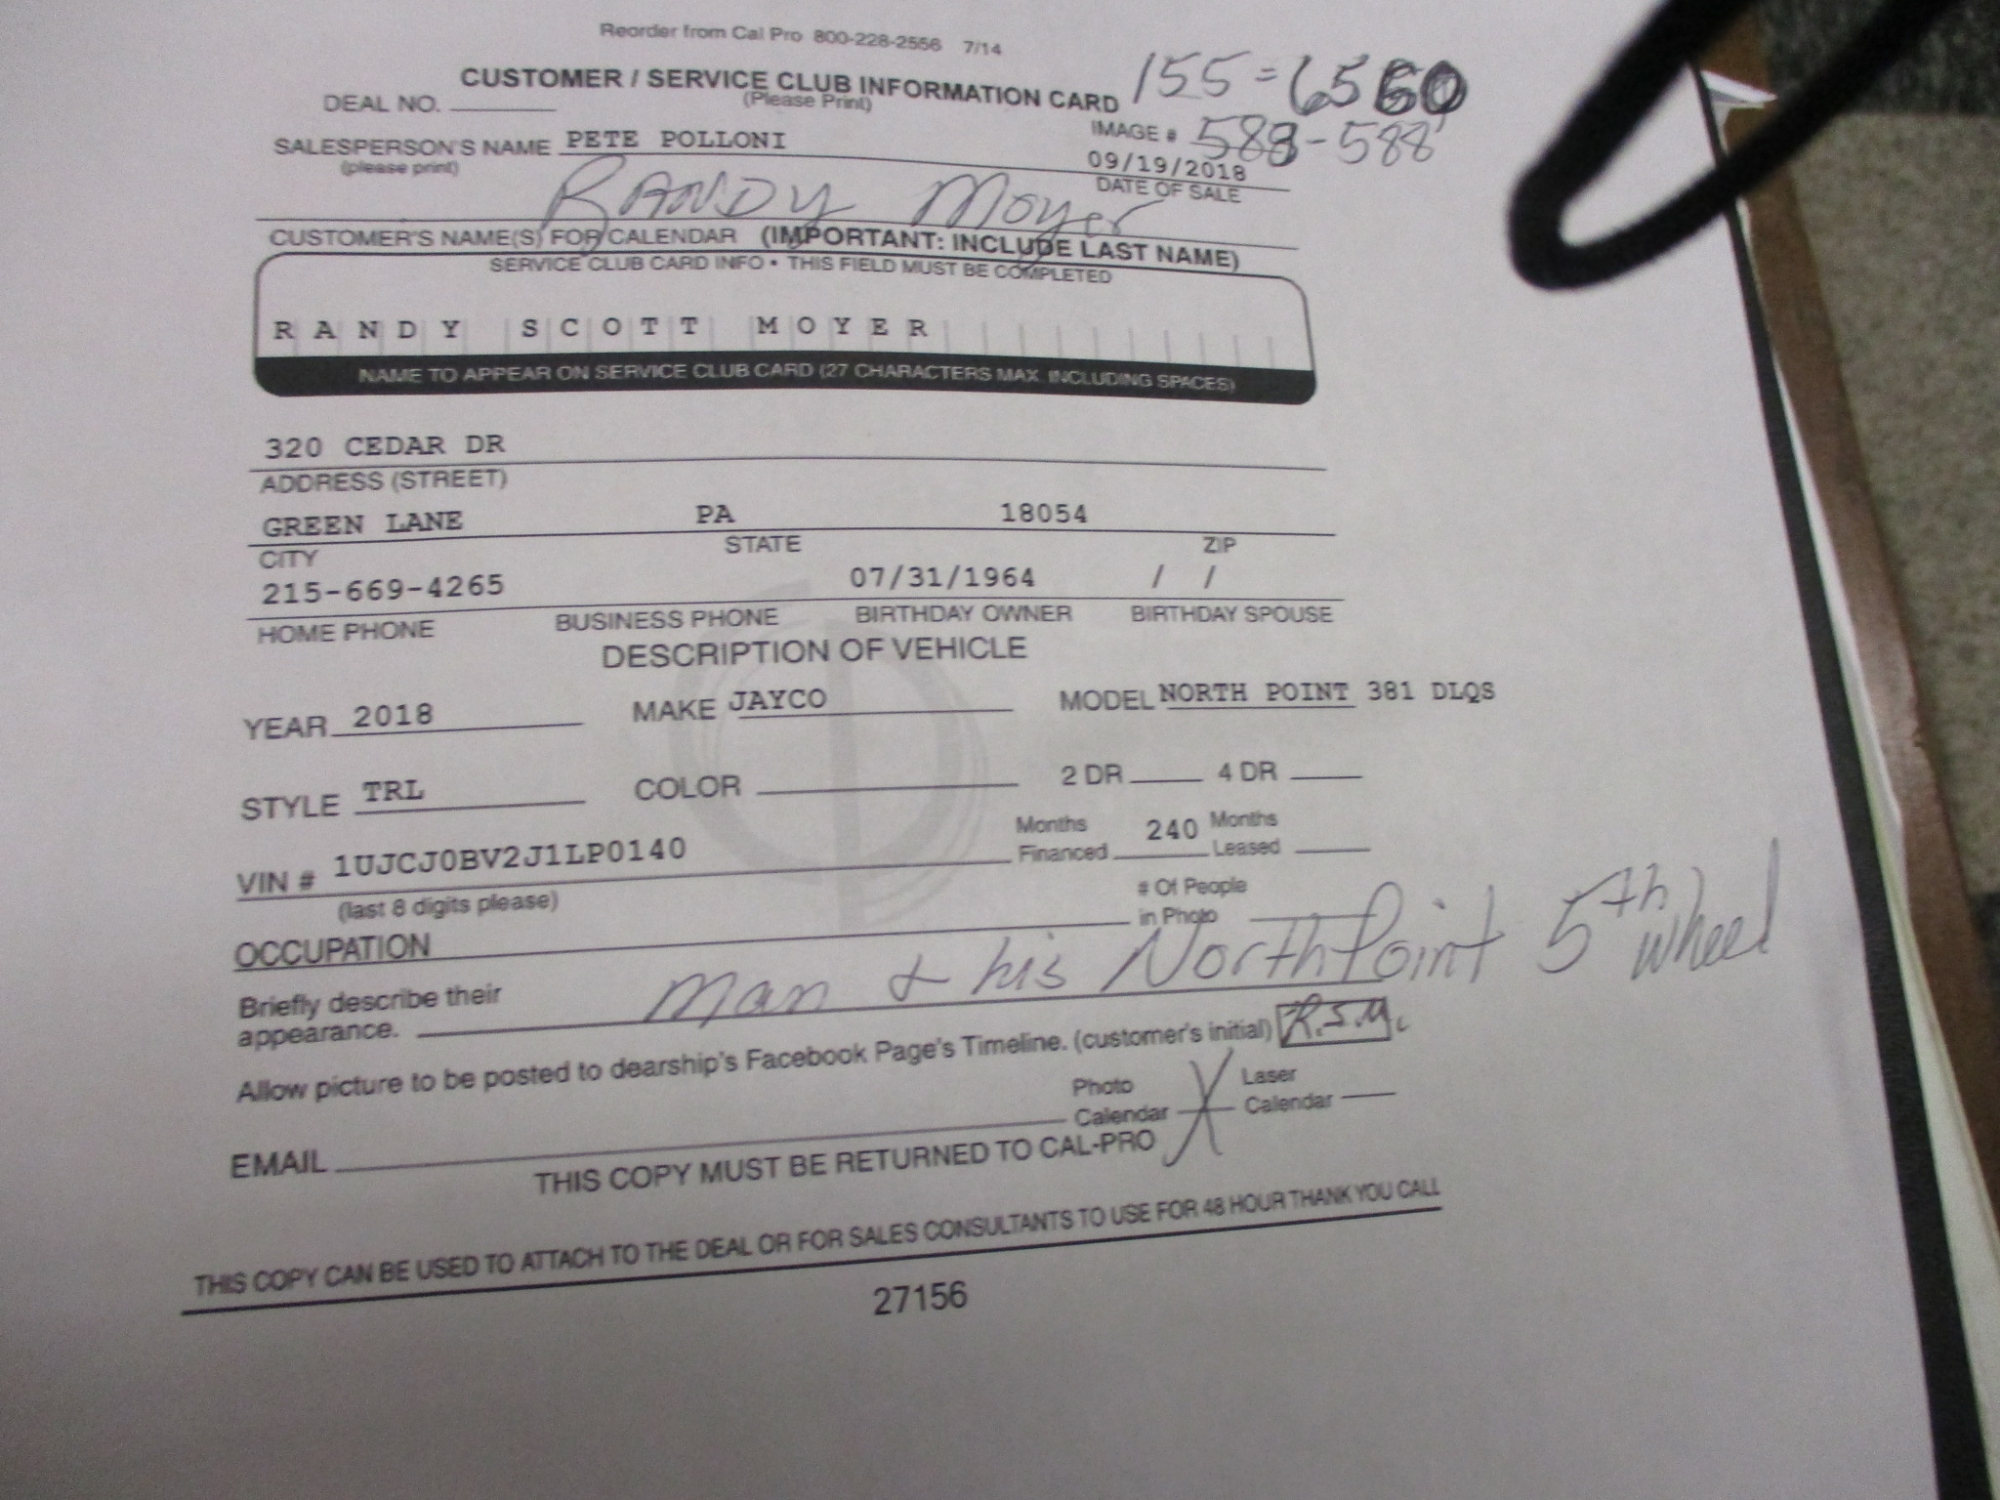 Reorder from Cal Pro 800-228-2556 7/14
CUSTOMER / SERVICE CLUB INFORMATION CARD 155=6560
DEAL NO. (Please Print)
SALESPERSON'S NAME PETE POLLONI IMAGE # 588-588
(please print) 09/19/2018
DATE OF SALE
RANDY Moyer
CUSTOMER'S NAME(S) FOR CALENDAR (IMPORTANT: INCLUDE LAST NAME)
SERVICE CLUB CARD INFO • THIS FIELD MUST BE COMPLETED
RANDY SCOTT MOYER
NAME TO APPEAR ON SERVICE CLUB CARD (27 CHARACTERS MAX. INCLUDING SPACES)
320 CEDAR DR
ADDRESS (STREET)
GREEN LANE PA 18054
CITY STATE ZIP
215-669-4265 07/31/1964 / /
HOME PHONE BUSINESS PHONE BIRTHDAY OWNER BIRTHDAY SPOUSE
DESCRIPTION OF VEHICLE
YEAR 2018 MAKE JAYCO MODEL NORTH POINT 381 DLQS
STYLE TRL COLOR 2 DR 4 DR
VIN # 1UJCJ0BV2J1LP0140 Months Financed 240 Months Leased
(last 8 digits please) # Of People
OCCUPATION in Photo
Briefly describe their
appearance. man & his NorthPoint 5th wheel
Allow picture to be posted to dearship's Facebook Page's Timeline. (customer's initial) R.S.M.
EMAIL Photo Calendar X Laser Calendar
THIS COPY MUST BE RETURNED TO CAL-PRO
THIS COPY CAN BE USED TO ATTACH TO THE DEAL OR FOR SALES CONSULTANTS TO USE FOR 48 HOUR THANK YOU CALL
27156